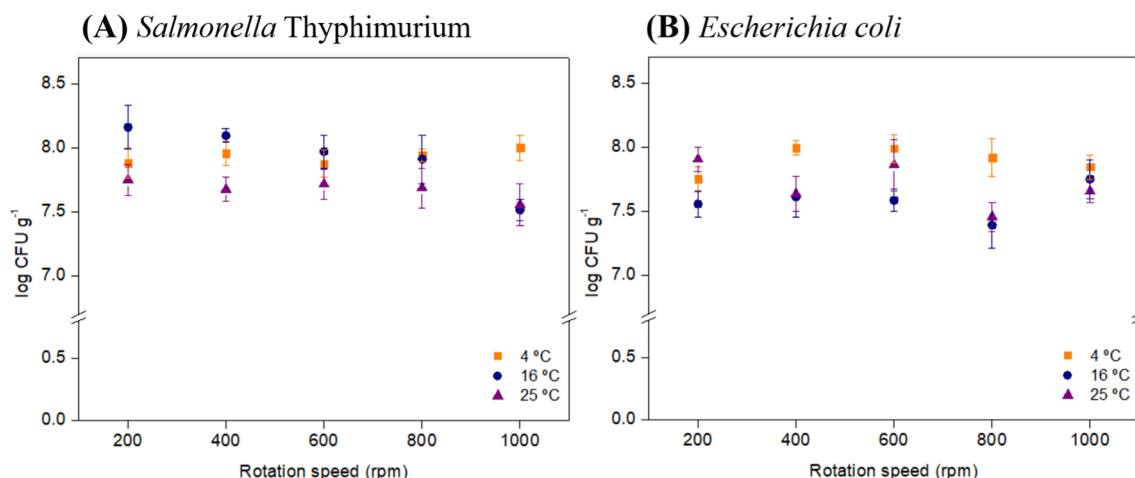 (A) Salmonella Thyphimurium
8.5
8.0
7.5
7.0
0.5
0.0
log CFU g⁻¹
4 ºC
16 ºC
25 ºC
200 400 600 800 1000
Rotation speed (rpm)
(B) Escherichia coli
8.5
8.0
7.5
7.0
0.5
0.0
log CFU g⁻¹
4 ºC
16 ºC
25 ºC
200 400 600 800 1000
Rotation speed (rpm)